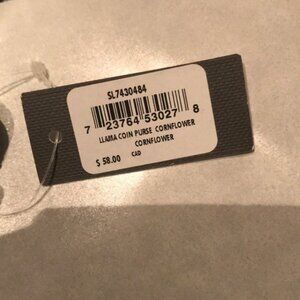 SL7430484
7 23764 53027 8
LLAMA COIN PURSE CORNFLOWER
CORNFLOWER
$ 58.00 CAD